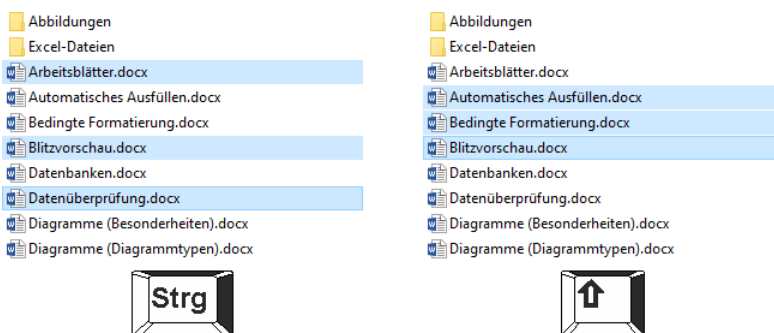 Abbildungen
Excel-Dateien
Arbeitsblätter.docx
Automatisches Ausfüllen.docx
Bedingte Formatierung.docx
Blitzvorschau.docx
Datenbanken.docx
Datenüberprüfung.docx
Diagramme (Besonderheiten).docx
Diagramme (Diagrammtypen).docx
Strg
Abbildungen
Excel-Dateien
Arbeitsblätter.docx
Automatisches Ausfüllen.docx
Bedingte Formatierung.docx
Blitzvorschau.docx
Datenbanken.docx
Datenüberprüfung.docx
Diagramme (Besonderheiten).docx
Diagramme (Diagrammtypen).docx